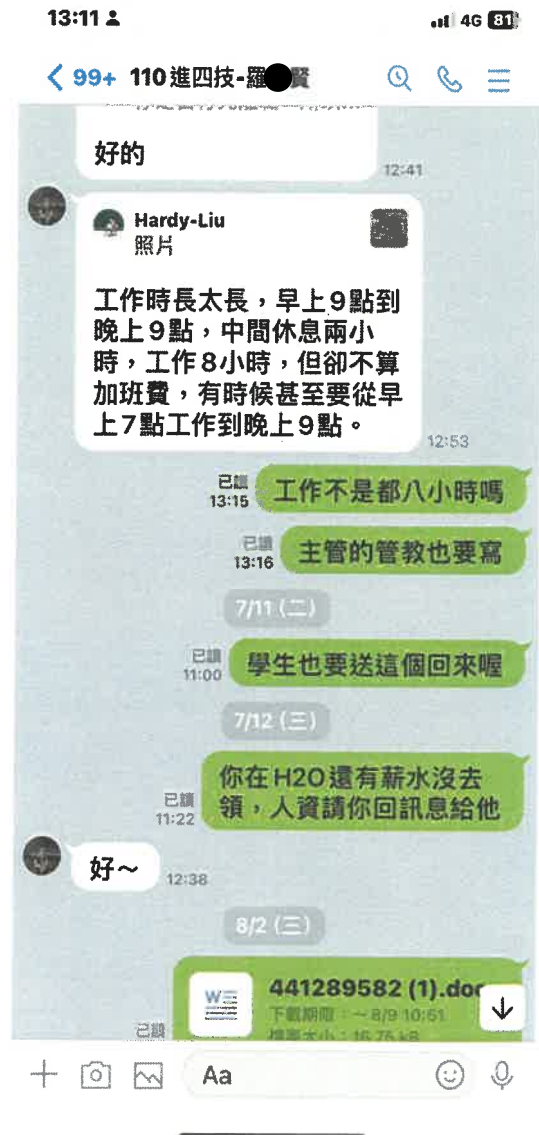 13:11
4G 81
99+ 110進四技-羅賢
好的
12:41
Hardy-Liu
照片
工作時長太長，早上9點到
晚上9點，中間休息兩小
時，工作8小時，但卻不算
加班費，有時候甚至要從早
上7點工作到晚上9點。
12:53
已讀
13:15
工作不是都八小時嗎
已讀
13:16
主管的管教也要寫
7/11 (二)
已讀
11:00
學生也要送這個回來喔
7/12 (三)
你在H2O還有薪水沒去
領，人資請你回訊息給他
已讀
11:22
好～
12:38
8/2 (三)
W
441289582 (1).doc
下載期限：～8/9 10:51
檔案大小：16.75 kB
已讀
Aa